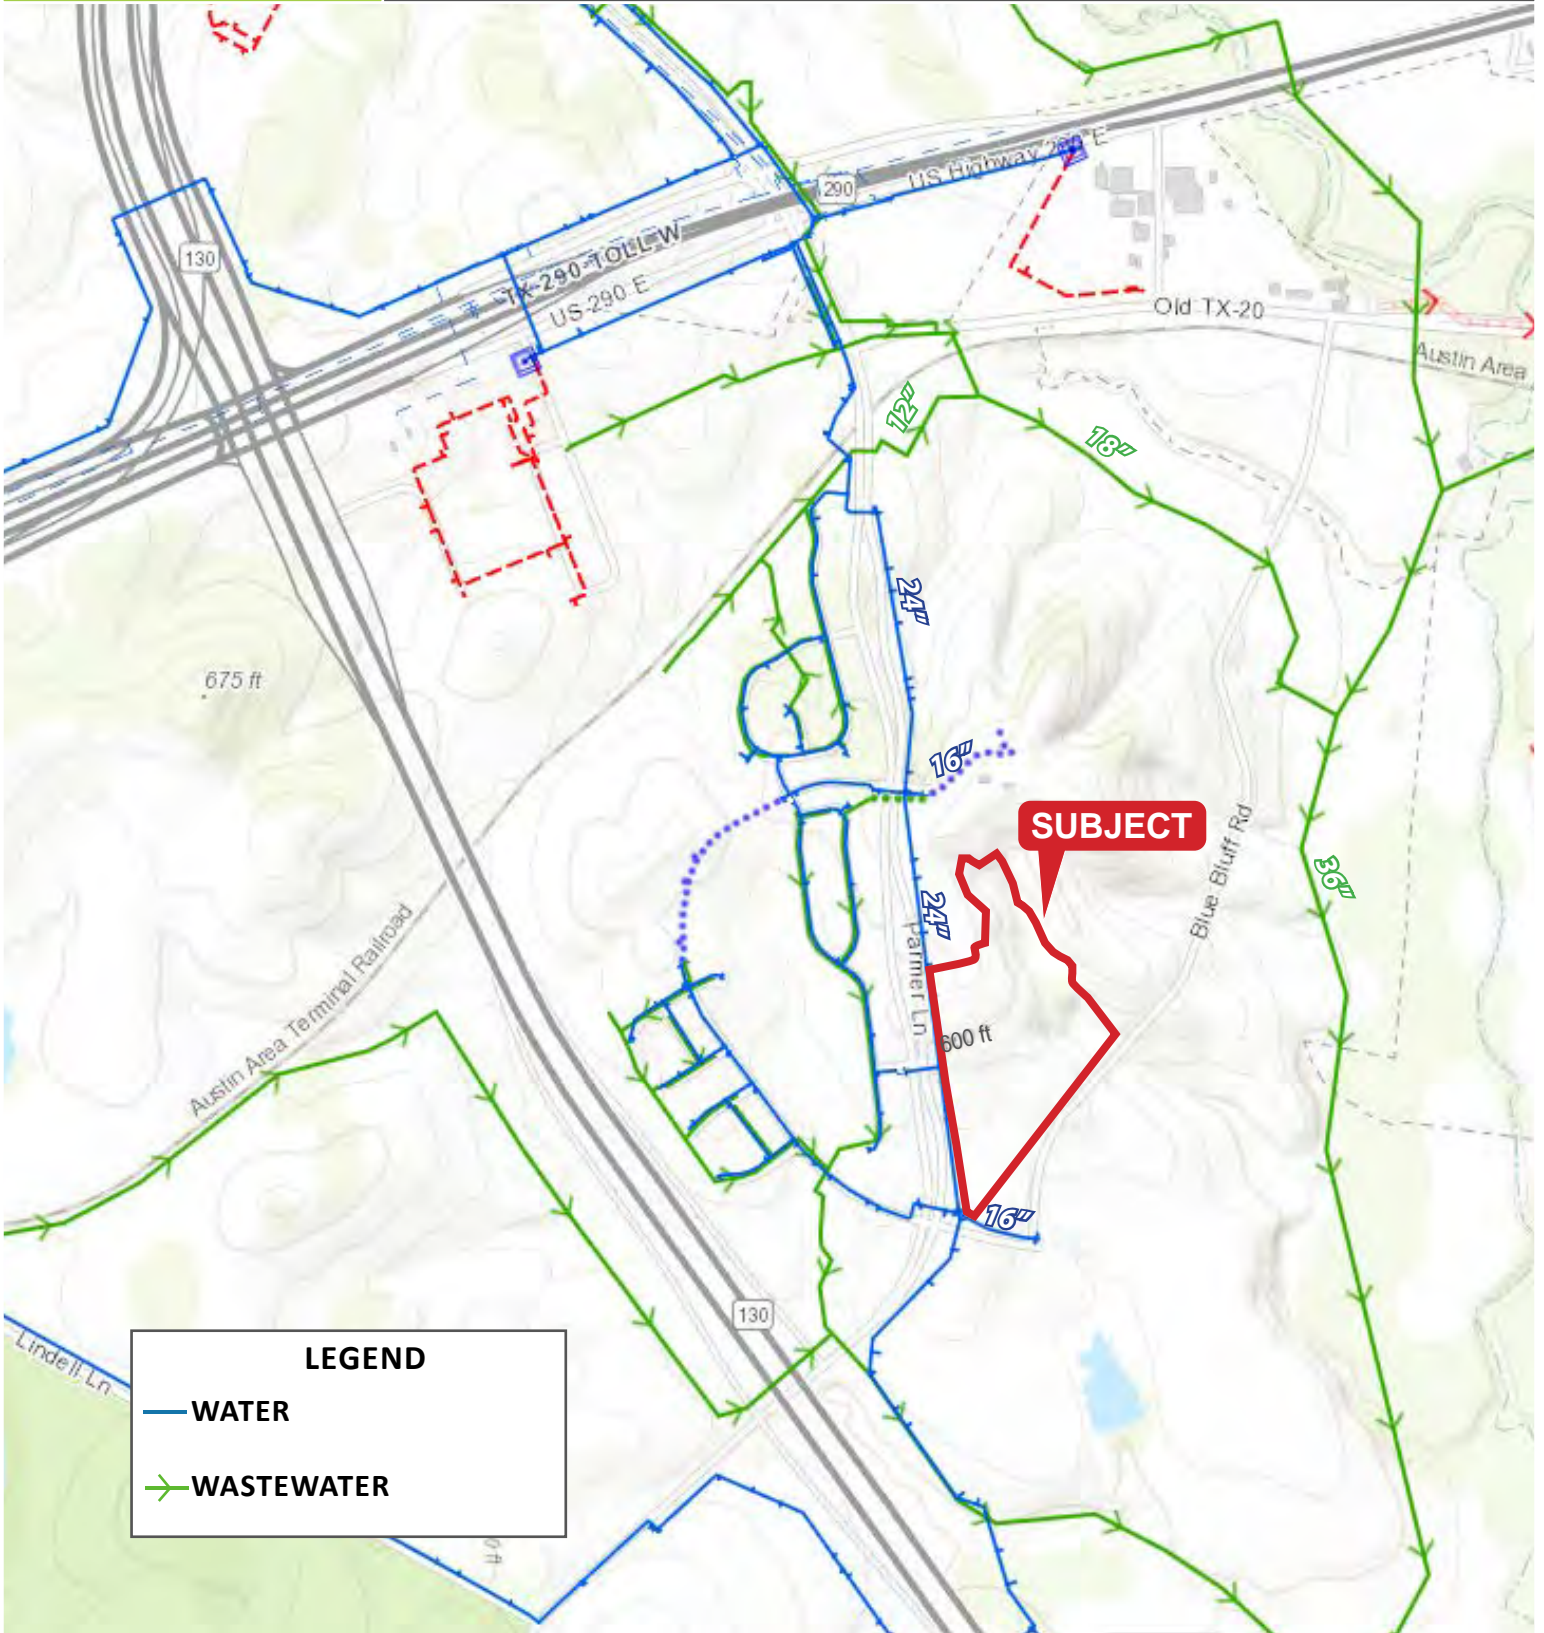 US Highway 290 E
290
130
TX-290-TOLL W
US-290 E
Old TX-20
Austin Area
12"
18"
24"
675 ft
16"
SUBJECT
Blue Bluff Rd
36"
24"
Parmer Ln
Austin Area Terminal Railroad
600 ft
16"
130
Lindell Ln
LEGEND
WATER
WASTEWATER
0 ft